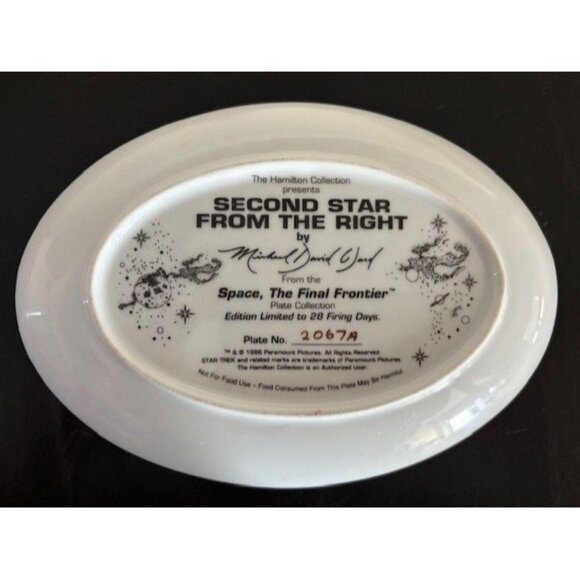 The Hamilton Collection
presents
SECOND STAR
FROM THE RIGHT
by
Michael David Ward
From the
Space, The Final Frontier™
Plate Collection
Edition Limited to 28 Firing Days.
Plate No. 2067A
™ & © 1996 Paramount Pictures. All Rights Reserved.
STAR TREK and related marks are trademarks of Paramount Pictures.
The Hamilton Collection is an Authorized User.
Not For Food Use – Food Consumed From This Plate May Be Harmful.